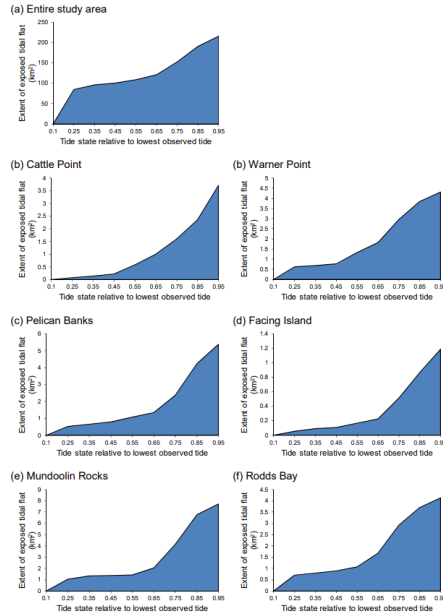 (a) Entire study area
Extent of exposed tidal flat
(km²)
250
200
150
100
50
0
0.1 0.25 0.35 0.45 0.55 0.65 0.75 0.85 0.95
Tide state relative to lowest observed tide
(b) Cattle Point
Extent of exposed tidal flat
(km²)
4
3.5
3
2.5
2
1.5
1
0.5
0
0.1 0.25 0.35 0.45 0.55 0.65 0.75 0.85 0.95
Tide state relative to lowest observed tide
(b) Warner Point
Extent of exposed tidal flat
(km²)
5
4.5
4
3.5
3
2.5
2
1.5
1
0.5
0
0.1 0.25 0.35 0.45 0.55 0.65 0.75 0.85 0.9
Tide state relative to lowest observed tide
(c) Pelican Banks
Extent of exposed tidal flat
(km²)
6
5
4
3
2
1
0
0.1 0.25 0.35 0.45 0.55 0.65 0.75 0.85 0.95
Tide state relative to lowest observed tide
(d) Facing Island
Extent of exposed tidal flat
(km²)
1.4
1.2
1
0.8
0.6
0.4
0.2
0
0.1 0.25 0.35 0.45 0.55 0.65 0.75 0.85 0.9
Tide state relative to lowest observed tide
(e) Mundoolin Rocks
Extent of exposed tidal flat
(km²)
9
8
7
6
5
4
3
2
1
0
0.1 0.25 0.35 0.45 0.55 0.65 0.75 0.85 0.95
Tide state relative to lowest observed tide
(f) Rodds Bay
Extent of exposed tidal flat
(km²)
4.5
4
3.5
3
2.5
2
1.5
1
0.5
0
0.1 0.25 0.35 0.45 0.55 0.65 0.75 0.85 0.9
Tide state relative to lowest observed tide